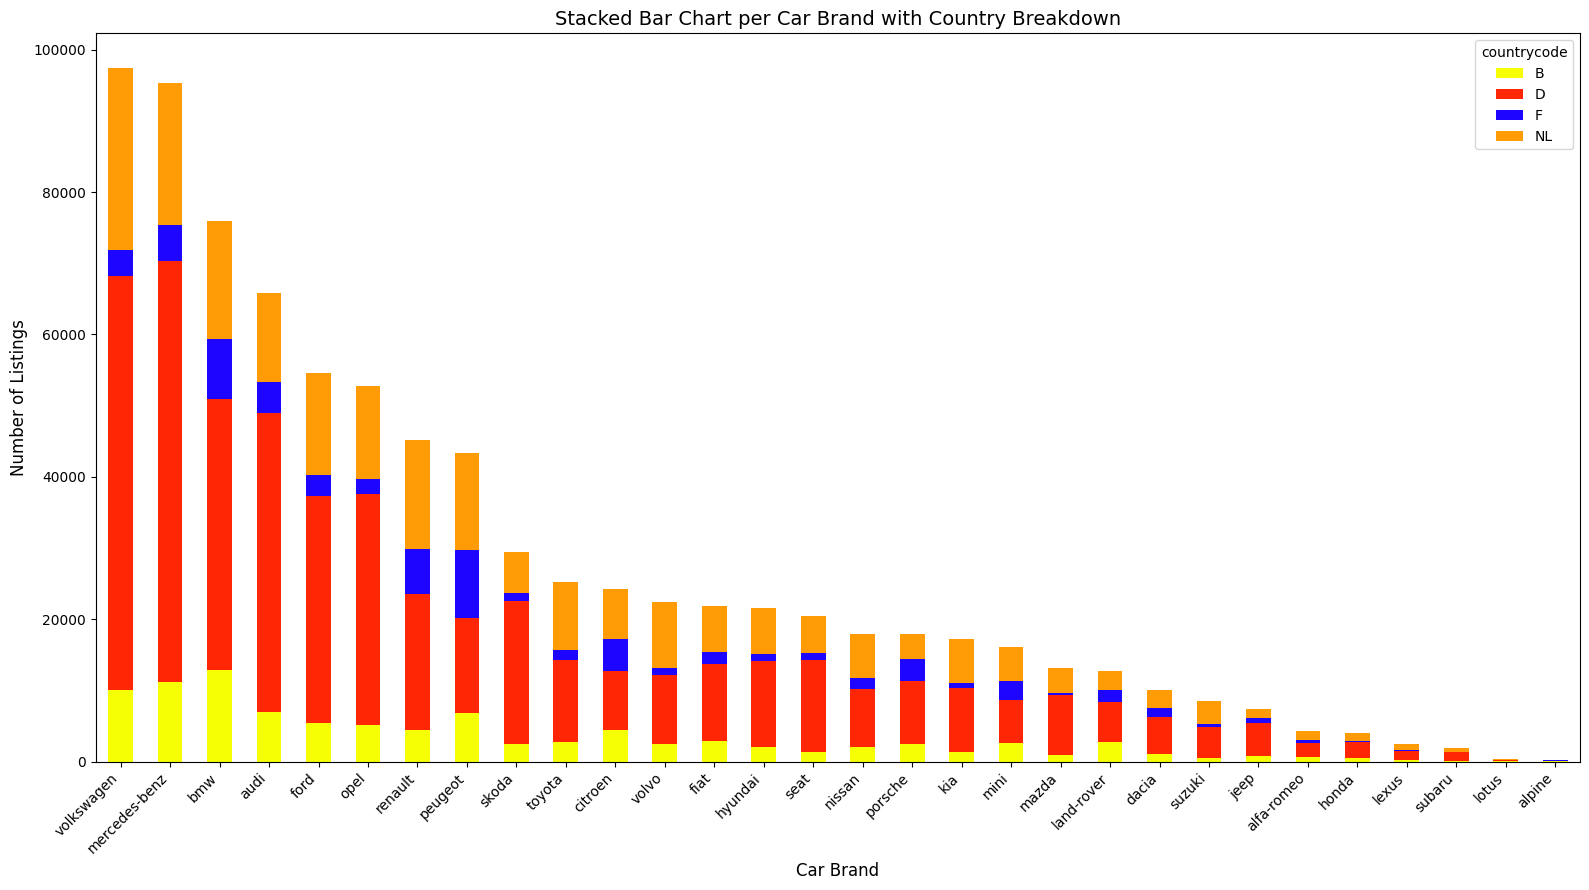 Stacked Bar Chart per Car Brand with Country Breakdown
countrycode
B
D
F
NL
Number of Listings
100000
80000
60000
40000
20000
0
volkswagen
mercedes-benz
bmw
audi
ford
opel
renault
peugeot
skoda
toyota
citroen
volvo
fiat
hyundai
seat
nissan
porsche
kia
mini
mazda
land-rover
dacia
suzuki
jeep
alfa-romeo
honda
lexus
subaru
lotus
alpine
Car Brand